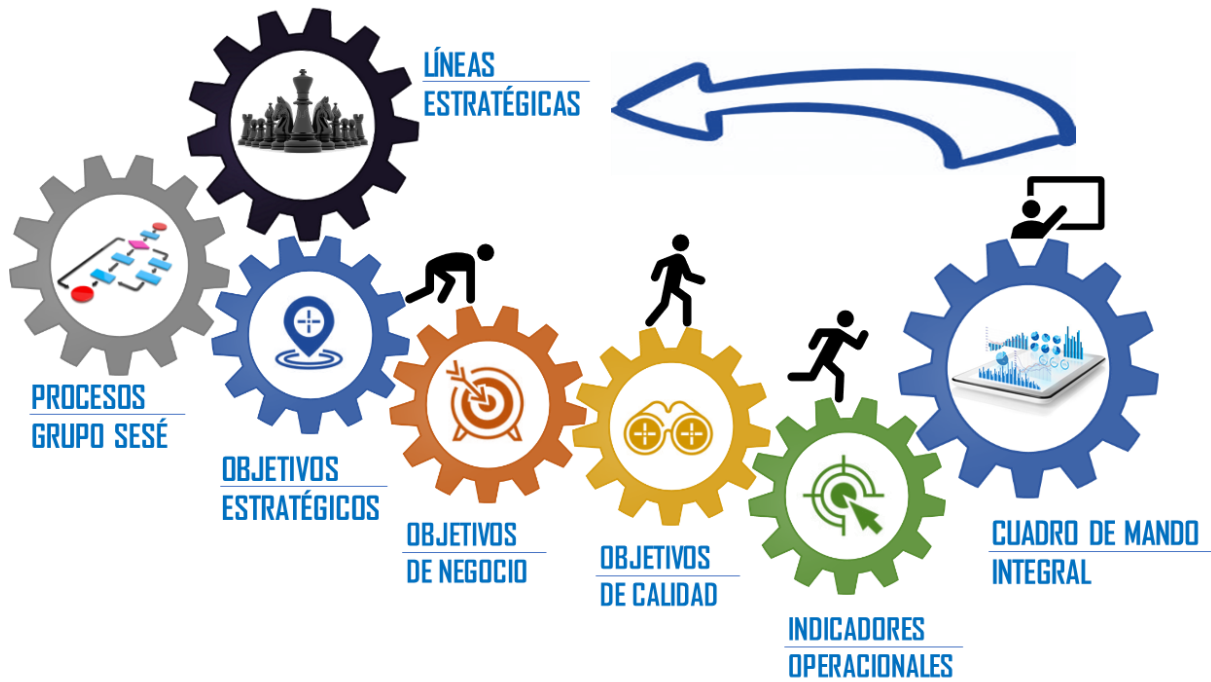 LÍNEAS
ESTRATÉGICAS
PROCESOS
GRUPO SESÉ
OBJETIVOS
ESTRATÉGICOS
OBJETIVOS
DE NEGOCIO
OBJETIVOS
DE CALIDAD
INDICADORES
OPERACIONALES
CUADRO DE MANDO
INTEGRAL